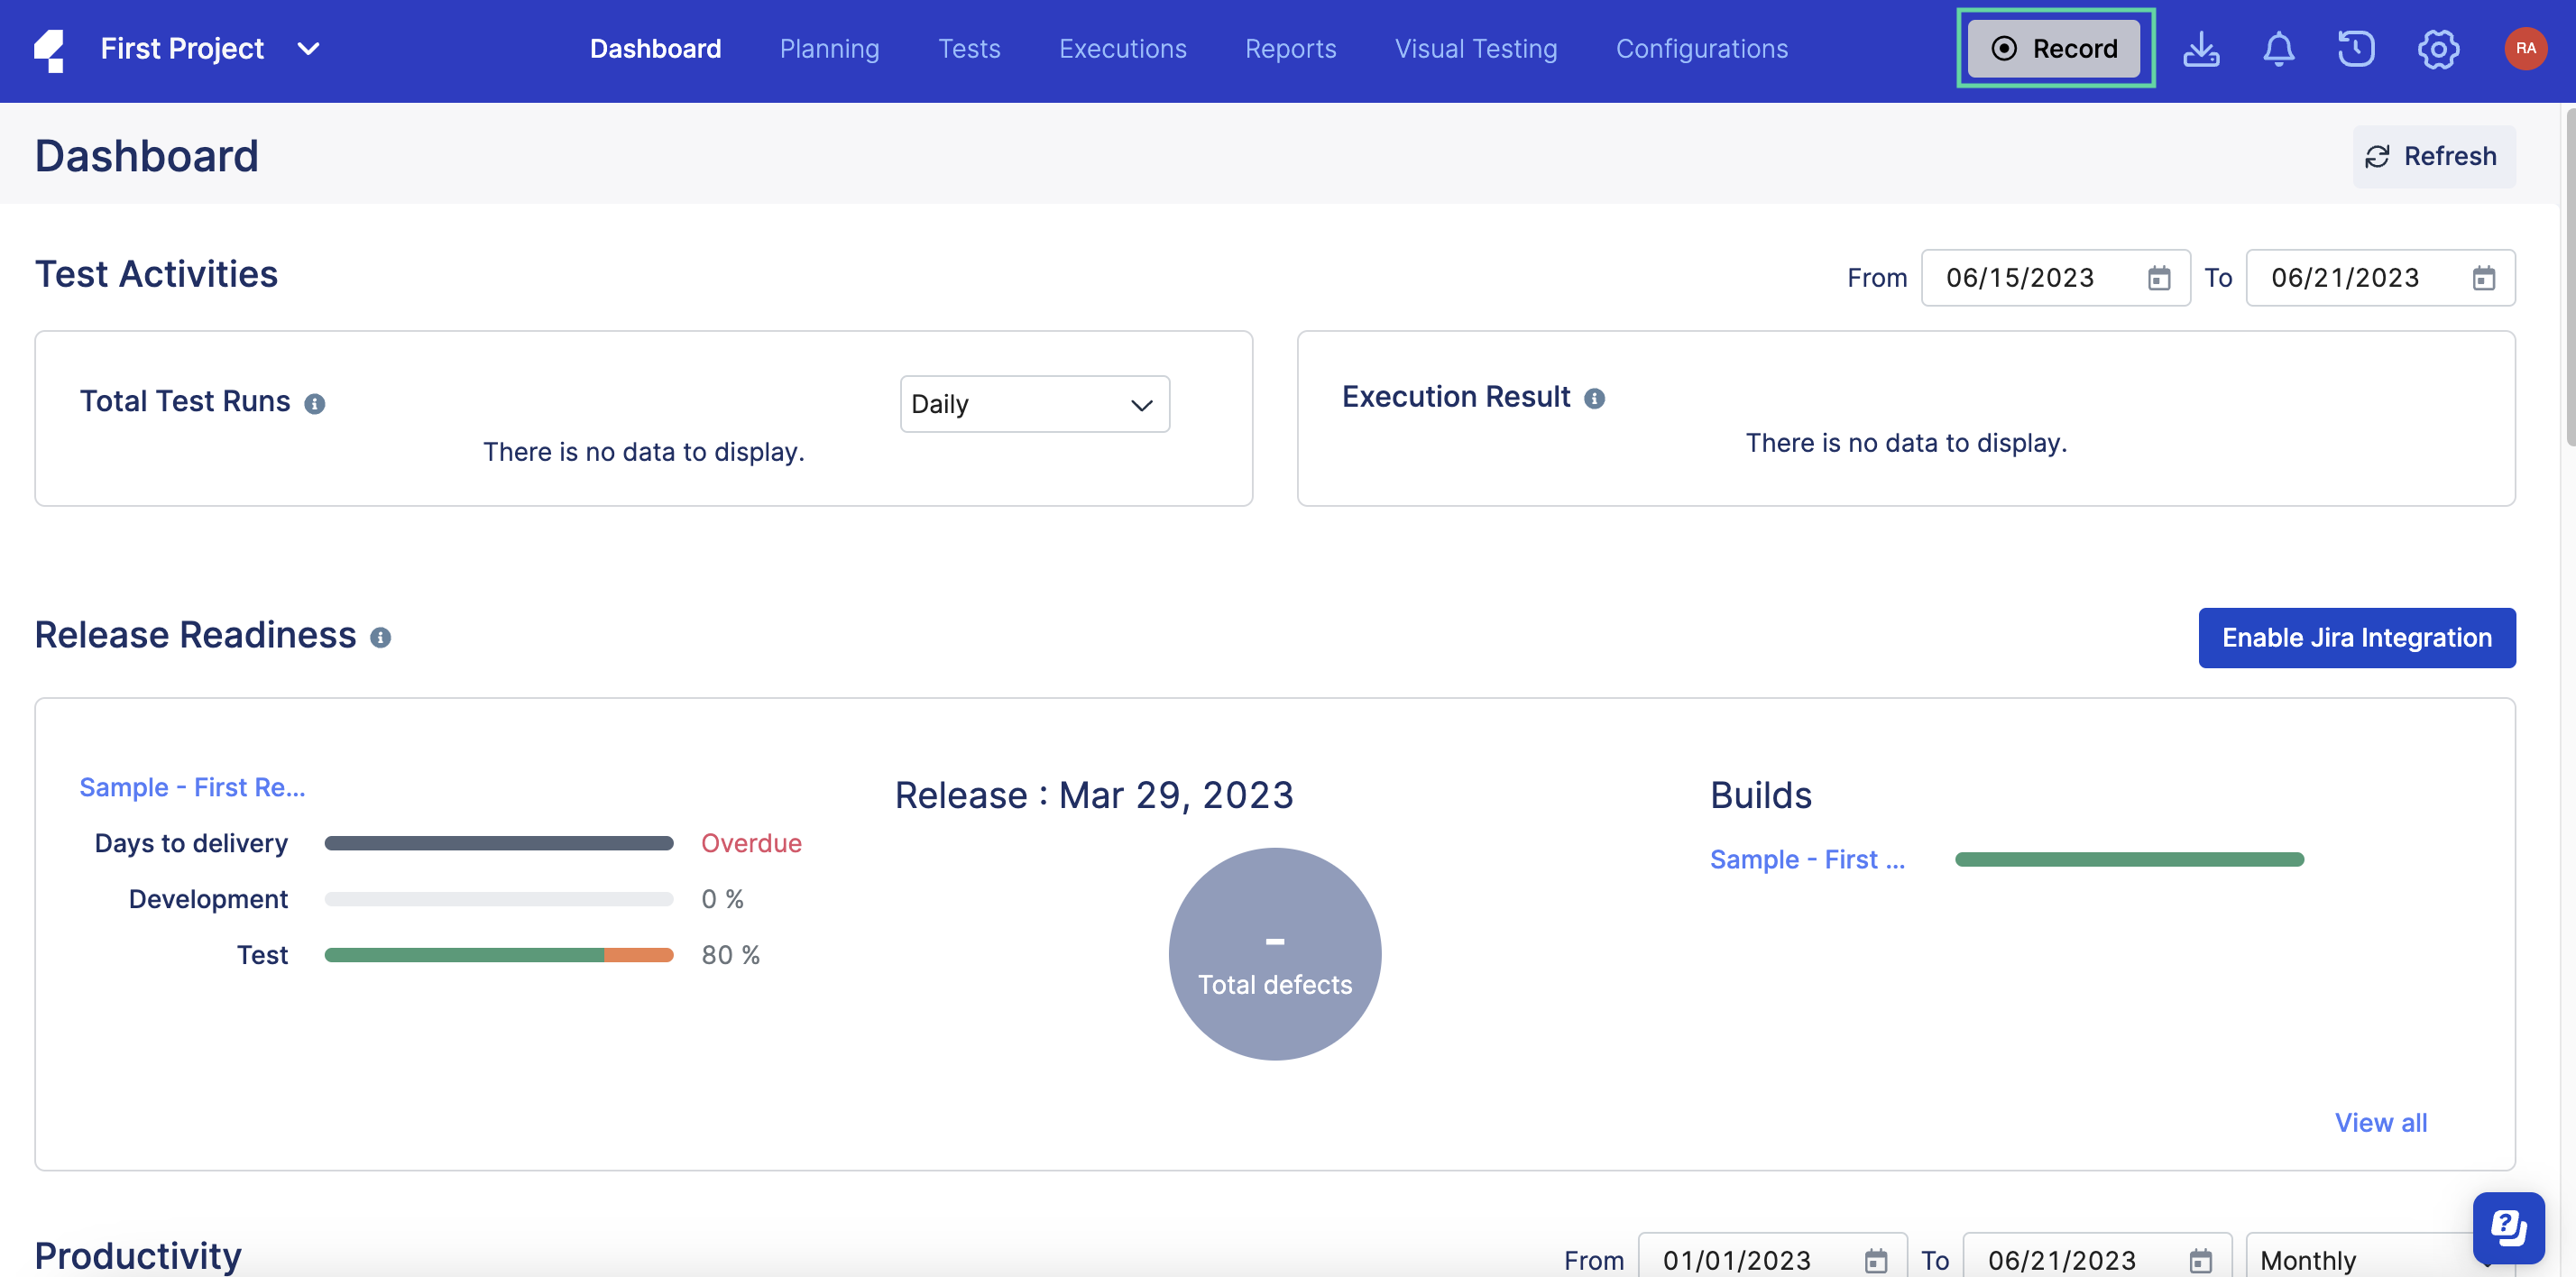 First Project
Dashboard Planning Tests Executions Reports Visual Testing Configurations
Record
RA
Dashboard
Refresh
Test Activities
From 06/15/2023 To 06/21/2023
Total Test Runs
Daily
There is no data to display.
Execution Result
There is no data to display.
Release Readiness
Enable Jira Integration
Sample - First Re...
Days to delivery Overdue
Development 0 %
Test 80 %
Release : Mar 29, 2023
-
Total defects
Builds
Sample - First ...
View all
Productivity
From 01/01/2023 To 06/21/2023 Monthly